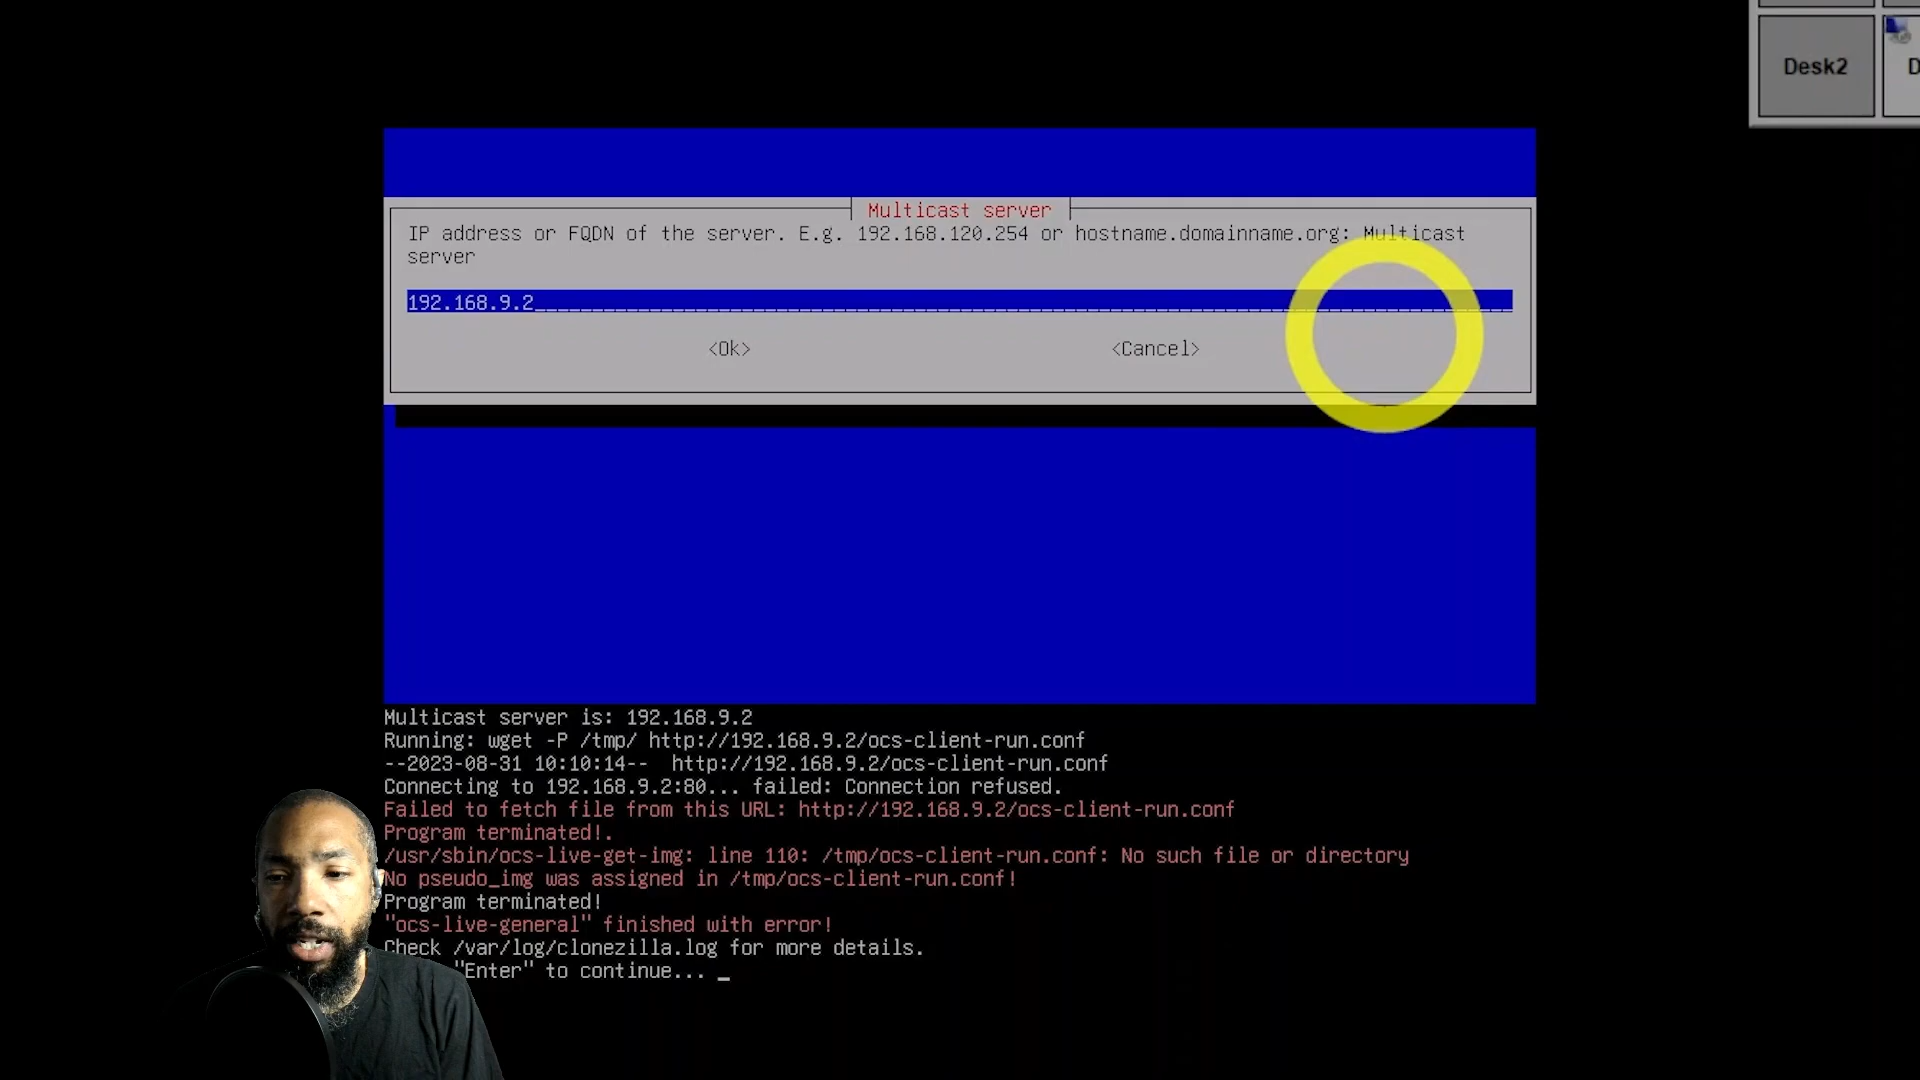 Desk2
D
Multicast server
IP address or FQDN of the server. E.g. 192.168.120.254 or hostname.domainname.org: Multicast
server
192.168.9.2
<Ok> <Cancel>
Multicast server is: 192.168.9.2
Running: wget -P /tmp/ http://192.168.9.2/ocs-client-run.conf
--2023-08-31 10:10:14-- http://192.168.9.2/ocs-client-run.conf
Connecting to 192.168.9.2:80... failed: Connection refused.
Failed to fetch file from this URL: http://192.168.9.2/ocs-client-run.conf
Program terminated!.
/usr/sbin/ocs-live-get-img: line 110: /tmp/ocs-client-run.conf: No such file or directory
No pseudo_img was assigned in /tmp/ocs-client-run.conf!
Program terminated!
"ocs-live-general" finished with error!
Check /var/log/clonezilla.log for more details.
"Enter" to continue... _